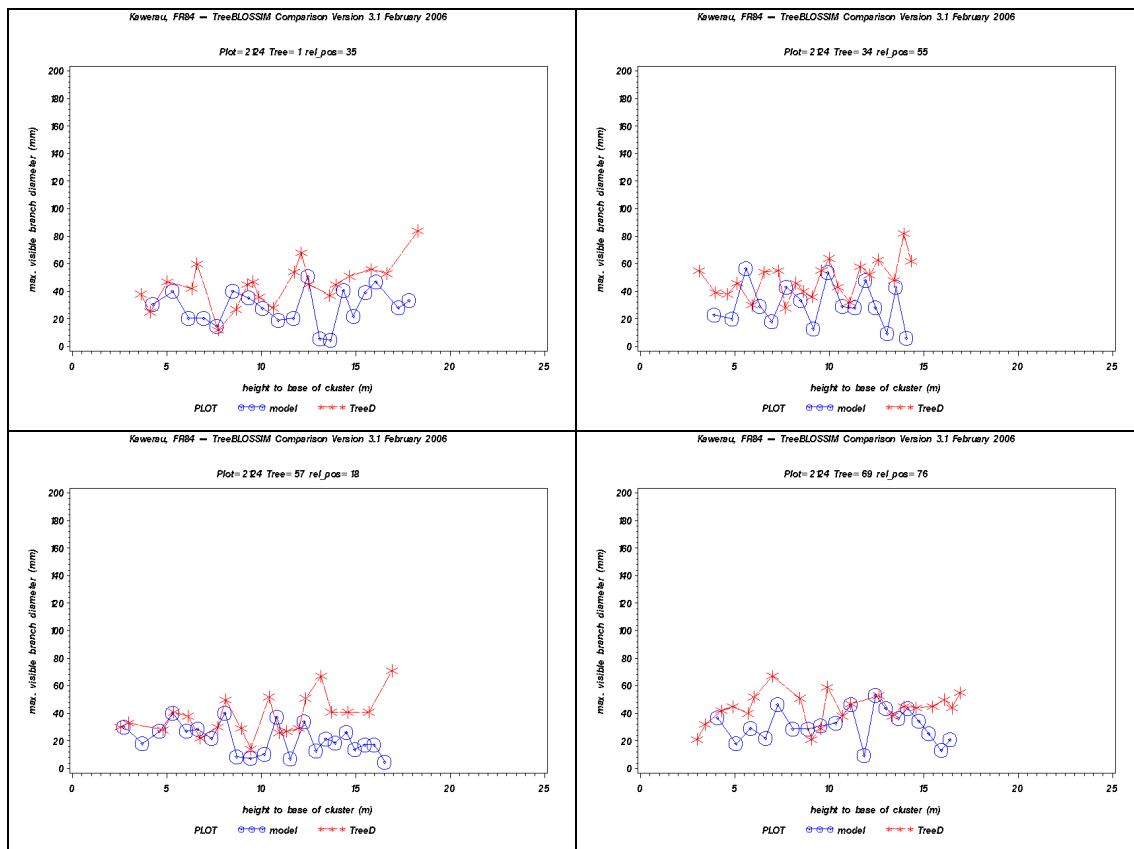 Kawerau, FR84 — TreeBLOSSIM Comparison Version 3.1 February 2006
Plot= 2124 Tree= 1 rel_pos= 35
max. visible branch diameter (mm)
200
180
160
140
120
100
80
60
40
20
0
0 5 10 15 20 25
height to base of cluster (m)
PLOT model TreeD
Kawerau, FR84 — TreeBLOSSIM Comparison Version 3.1 February 2006
Plot= 2124 Tree= 34 rel_pos= 55
max. visible branch diameter (mm)
200
180
160
140
120
100
80
60
40
20
0
0 5 10 15 20 25
height to base of cluster (m)
PLOT model TreeD
Kawerau, FR84 — TreeBLOSSIM Comparison Version 3.1 February 2006
Plot= 2124 Tree= 57 rel_pos= 18
max. visible branch diameter (mm)
200
180
160
140
120
100
80
60
40
20
0
0 5 10 15 20 25
height to base of cluster (m)
PLOT model TreeD
Kawerau, FR84 — TreeBLOSSIM Comparison Version 3.1 February 2006
Plot= 2124 Tree= 69 rel_pos= 76
max. visible branch diameter (mm)
200
180
160
140
120
100
80
60
40
20
0
0 5 10 15 20 25
height to base of cluster (m)
PLOT model TreeD